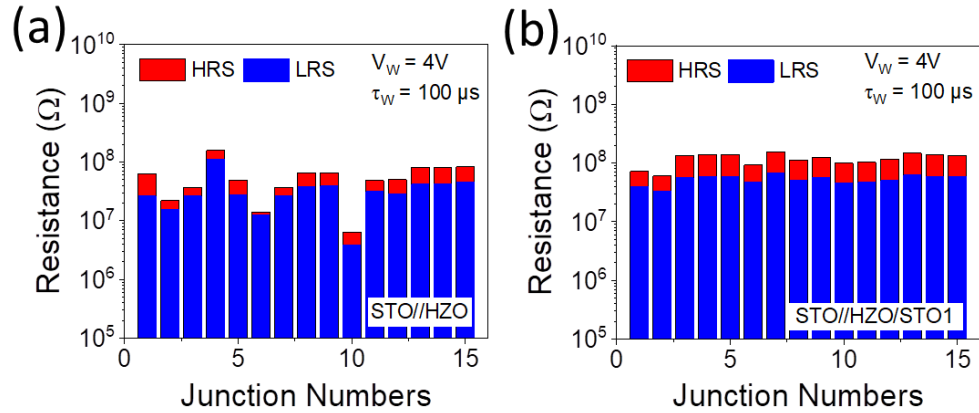 (a)
Resistance (Ω)
10^10
10^9
10^8
10^7
10^6
10^5
HRS LRS
V_W = 4V
τ_W = 100 µs
STO//HZO
0 5 10 15
Junction Numbers
(b)
Resistance (Ω)
10^10
10^9
10^8
10^7
10^6
10^5
HRS LRS
V_W = 4V
τ_W = 100 µs
STO//HZO/STO1
0 5 10 15
Junction Numbers